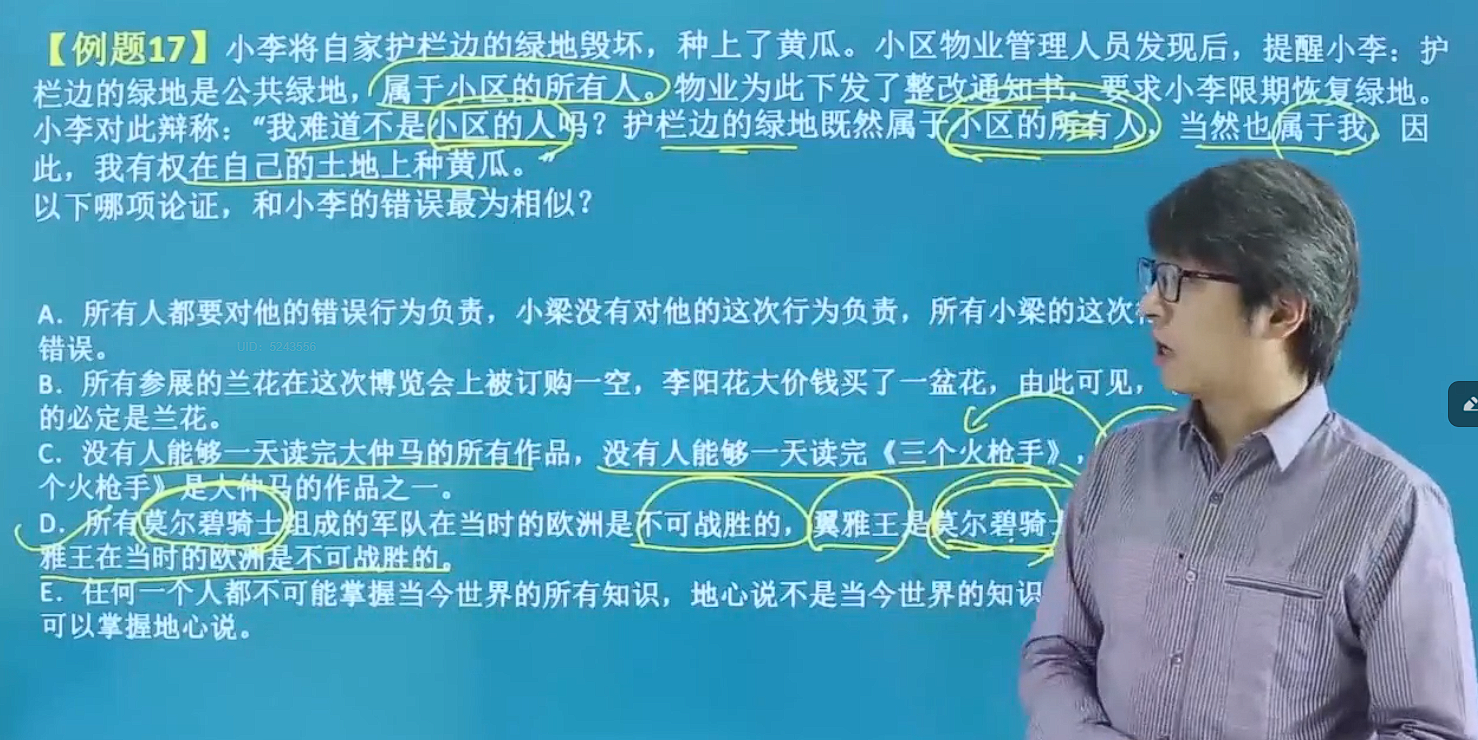 【例题17】小李将自家护栏边的绿地毁坏，种上了黄瓜。小区物业管理人员发现后，提醒小李：护
栏边的绿地是公共绿地，属于小区的所有人。物业为此下发了整改通知书，要求小李限期恢复绿地。
小李对此辩称：“我难道不是小区的人吗？护栏边的绿地既然属于小区的所有人，当然也属于我。因
此，我有权在自己的土地上种黄瓜。”
以下哪项论证，和小李的错误最为相似？
A．所有人都要对他的错误行为负责，小梁没有对他的这次行为负责，所有小梁的这次
错误。
UID：5243556
B．所有参展的兰花在这次博览会上被订购一空，李阳花大价钱买了一盆花，由此可见，
的必定是兰花。
C．没有人能够一天读完大仲马的所有作品，没有人能够一天读完《三个火枪手》，
个火枪手》是大仲马的作品之一。
D．所有莫尔碧骑士组成的军队在当时的欧洲是不可战胜的，翼雅王是莫尔碧骑士
雅王在当时的欧洲是不可战胜的。
E．任何一个人都不可能掌握当今世界的所有知识，地心说不是当今世界的知识
可以掌握地心说。